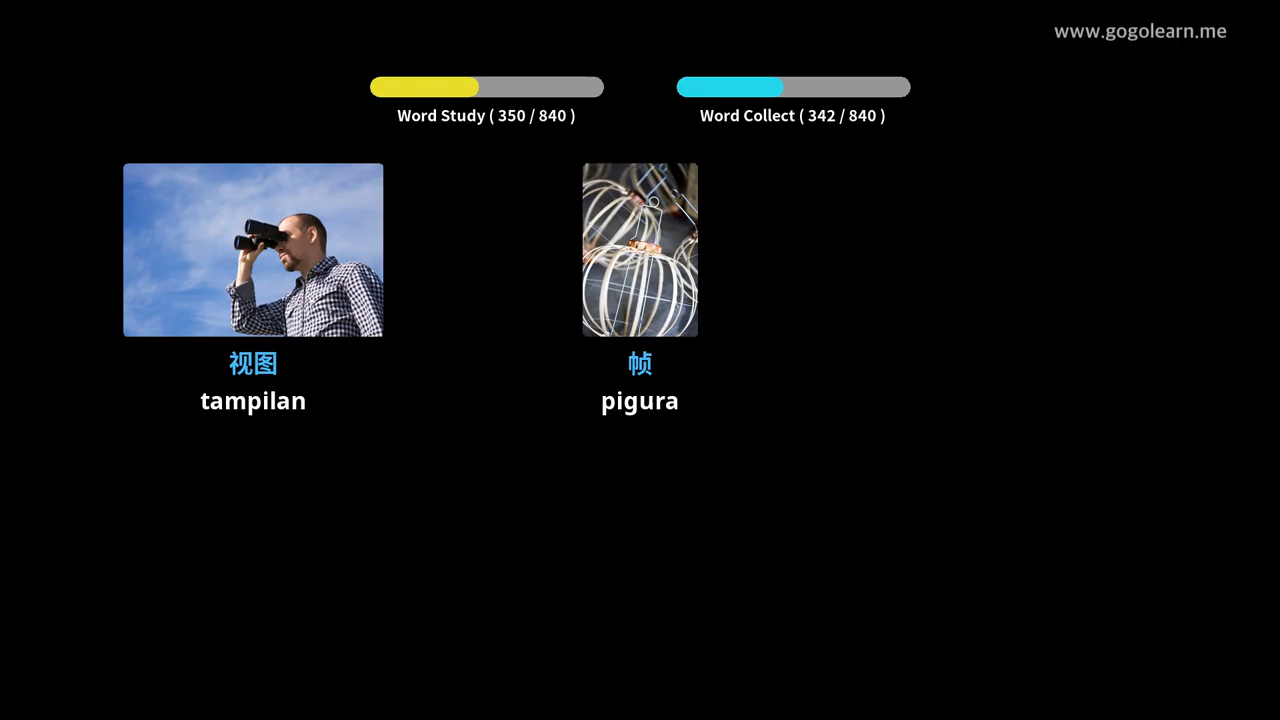 www.gogolearn.me
Word Study ( 350 / 840 )
Word Collect ( 342 / 840 )
视图
tampilan
帧
pigura